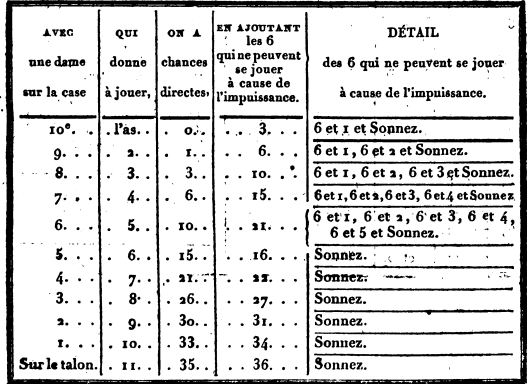 AVEC une dame sur la case
QUI donne à jouer,
ON A chances directes,
EN AJOUTANT les 6 qui ne peuvent se jouer à cause de l'impuissance.
DÉTAIL des 6 qui ne peuvent se jouer à cause de l'impuissance.
10e. . . . l'as. . . 0. . . . 3. . . . 6 et 1 et Sonnez.
9. . . . 2. . . 1. . . . 6. . . . 6 et 1, 6 et 2 et Sonnez.
8. . . . 3. . . 3. . . . 10. . . . 6 et 1, 6 et 2, 6 et 3 et Sonnez.
7. . . . 4. . . 6. . . . 15. . . . 6 et 1, 6 et 2, 6 et 3, 6 et 4 et Sonnez
6. . . . 5. . . 10. . . . 21. . . . 6 et 1, 6 et 2, 6 et 3, 6 et 4,
6 et 5 et Sonnez.
5. . . . 6. . . 15. . . . 16. . . . Sonnez.
4. . . . 7. . . 21. . . . 22. . . . Sonnez.
3. . . . 8. . . 26. . . . 27. . . . Sonnez.
2. . . . 9. . . 30. . . . 31. . . . Sonnez.
1. . . . 10. . . 33. . . . 34. . . . Sonnez.
Sur le talon. . 11. . . 35. . . . 36. . . . Sonnez.